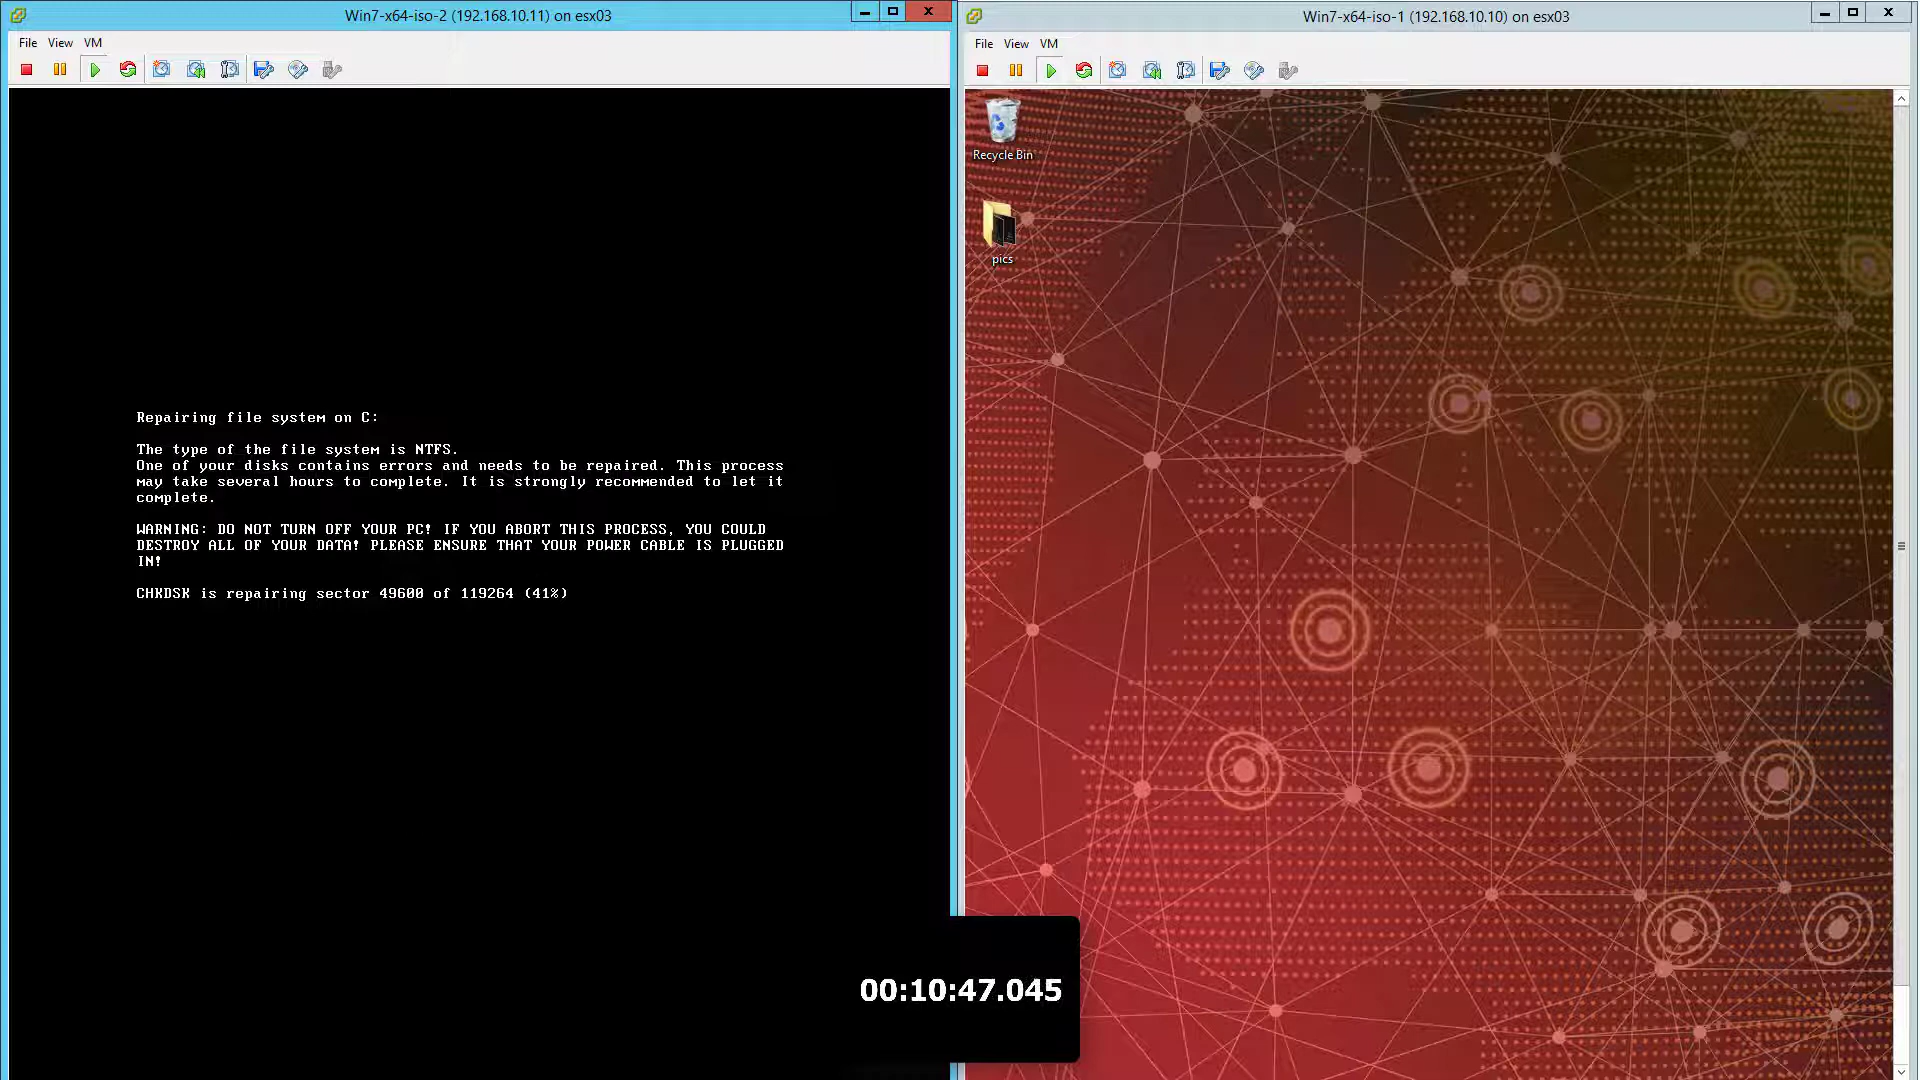 Win7-x64-iso-2 (192.168.10.11) on esx03
File View VM
Repairing file system on C:
The type of the file system is NTFS.
One of your disks contains errors and needs to be repaired. This process
may take several hours to complete. It is strongly recommended to let it
complete.
WARNING: DO NOT TURN OFF YOUR PC! IF YOU ABORT THIS PROCESS, YOU COULD
DESTROY ALL OF YOUR DATA! PLEASE ENSURE THAT YOUR POWER CABLE IS PLUGGED
IN!
CHKDSK is repairing sector 49600 of 119264 (41%)
Win7-x64-iso-1 (192.168.10.10) on esx03
File View VM
Recycle Bin
pics
00:10:47.045